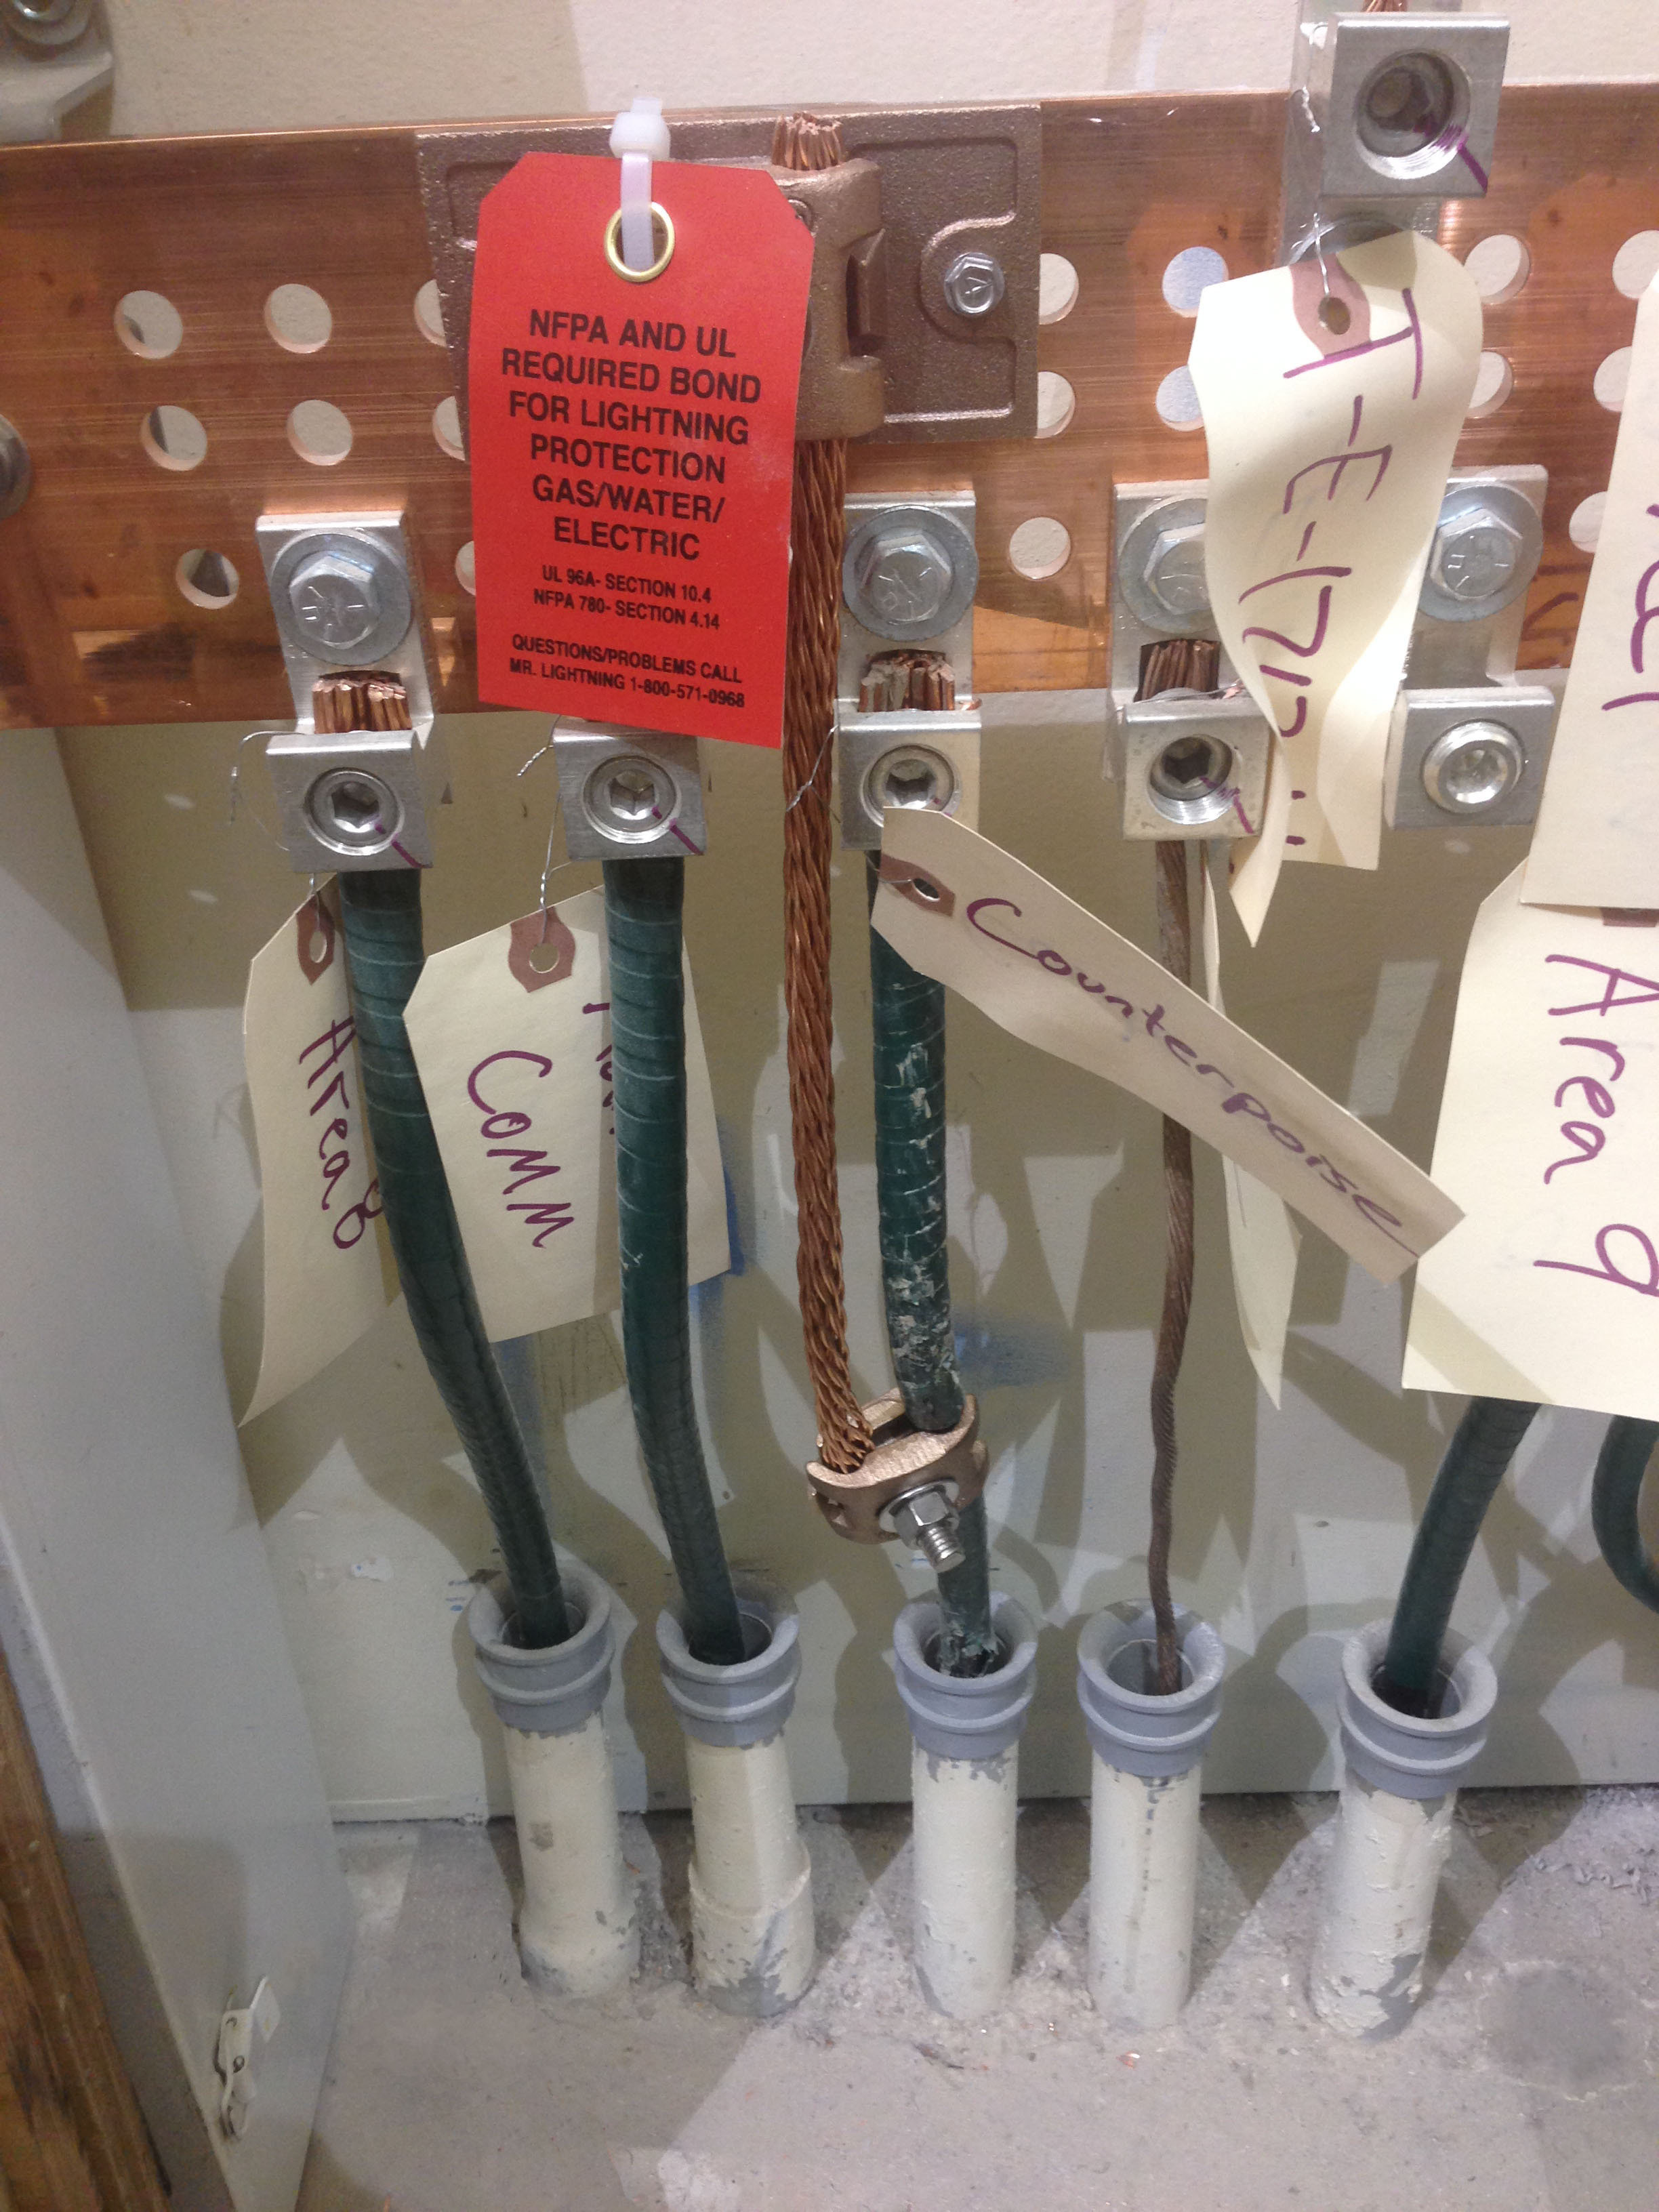 NFPA AND UL
REQUIRED BOND
FOR LIGHTNING
PROTECTION
GAS/WATER/
ELECTRIC
UL 96A- SECTION 10.4
NFPA 780- SECTION 4.14
QUESTIONS/PROBLEMS CALL
MR. LIGHTNING 1-800-571-0968
Area 8
Comm
Counterpoise
Area 9